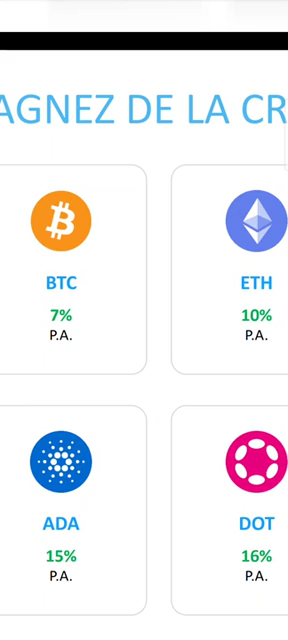 AGNEZ DE LA CR
BTC
7%
P.A.
ETH
10%
P.A.
ADA
15%
P.A.
DOT
16%
P.A.